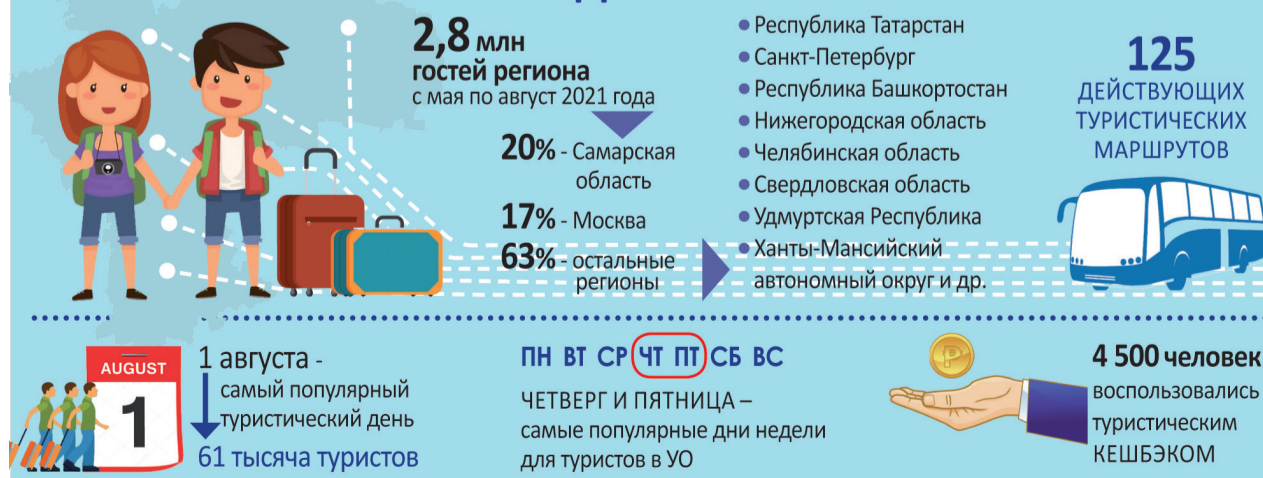 2,8 млн
гостей региона
с мая по август 2021 года
20% - Самарская
область
17% - Москва
63% - остальные
регионы
• Республика Татарстан
• Санкт-Петербург
• Республика Башкортостан
• Нижегородская область
• Челябинская область
• Свердловская область
• Удмуртская Республика
• Ханты-Мансийский
автономный округ и др.
125
ДЕЙСТВУЮЩИХ
ТУРИСТИЧЕСКИХ
МАРШРУТОВ
AUGUST
1
1 августа -
самый популярный
туристический день
61 тысяча туристов
ПН ВТ СР ЧТ ПТ СБ ВС
ЧЕТВЕРГ И ПЯТНИЦА –
самые популярные дни недели
для туристов в УО
₽
4 500 человек
воспользовались
туристическим
КЕШБЭКОМ